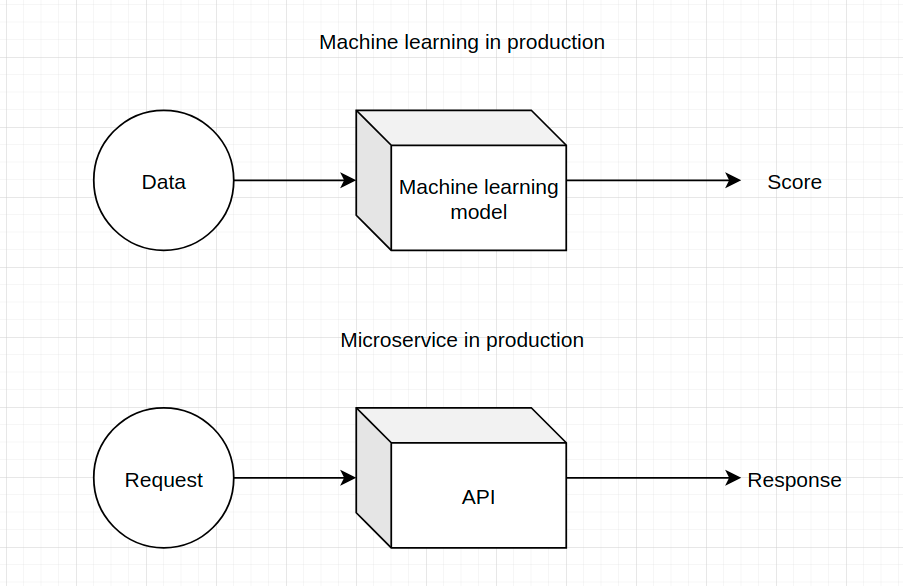 Machine learning in production
Data
Machine learning
model
Score
Microservice in production
Request
API
Response